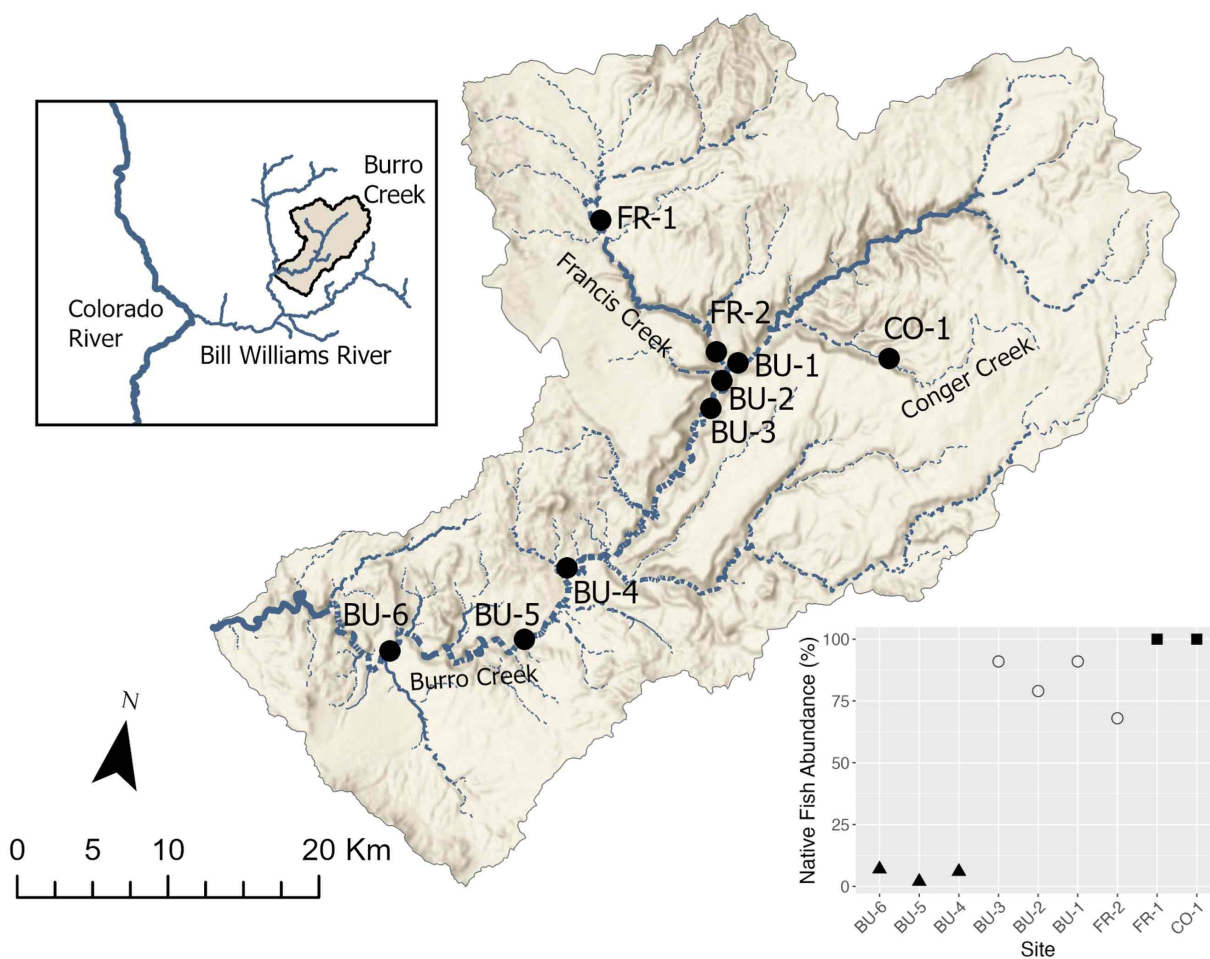 Burro
Creek
Colorado
River
Bill Williams River
FR-1
Francis Creek
FR-2
CO-1
BU-1
Conger Creek
BU-2
BU-3
BU-4
BU-6
BU-5
Burro Creek
N
0 5 10 20 Km
Native Fish Abundance (%)
100
75
50
25
0
BU-6 BU-5 BU-4 BU-3 BU-2 BU-1 FR-2 FR-1 CO-1
Site